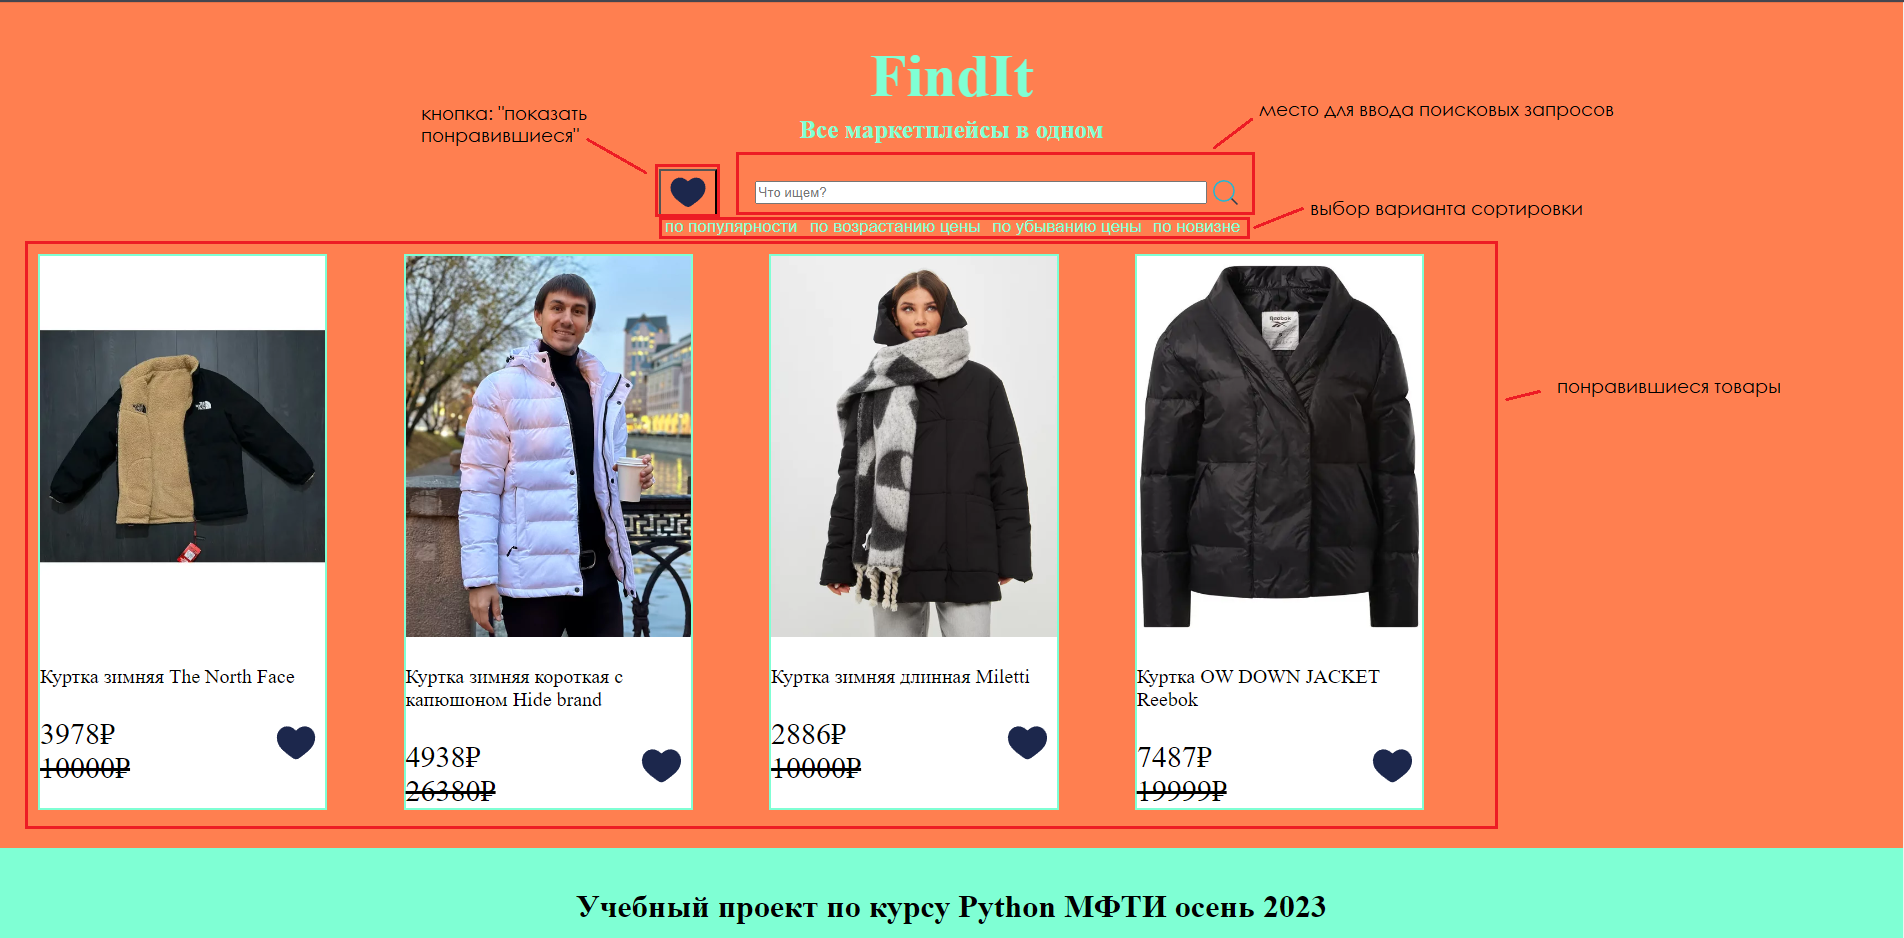 FindIt
Все маркетплейсы в одном
кнопка: "показать
понравившиеся"
место для ввода поисковых запросов
Что ищем?
выбор варианта сортировки
по популярности по возрастанию цены по убыванию цены по новизне
понравившиеся товары
Reebok
Куртка зимняя The North Face
3978₽
10000₽
Куртка зимняя короткая с
капюшоном Hide brand
4938₽
26380₽
Куртка зимняя длинная Miletti
2886₽
10000₽
Куртка OW DOWN JACKET
Reebok
7487₽
19999₽
Учебный проект по курсу Python МФТИ осень 2023